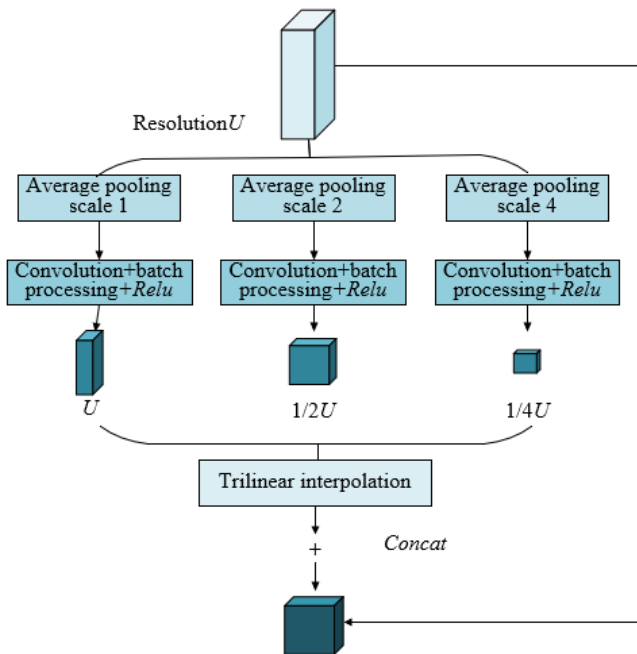 ResolutionU
Average pooling
scale 1
Average pooling
scale 2
Average pooling
scale 4
Convolution+batch
processing+Relu
Convolution+batch
processing+Relu
Convolution+batch
processing+Relu
U
1/2U
1/4U
Trilinear interpolation
+
Concat